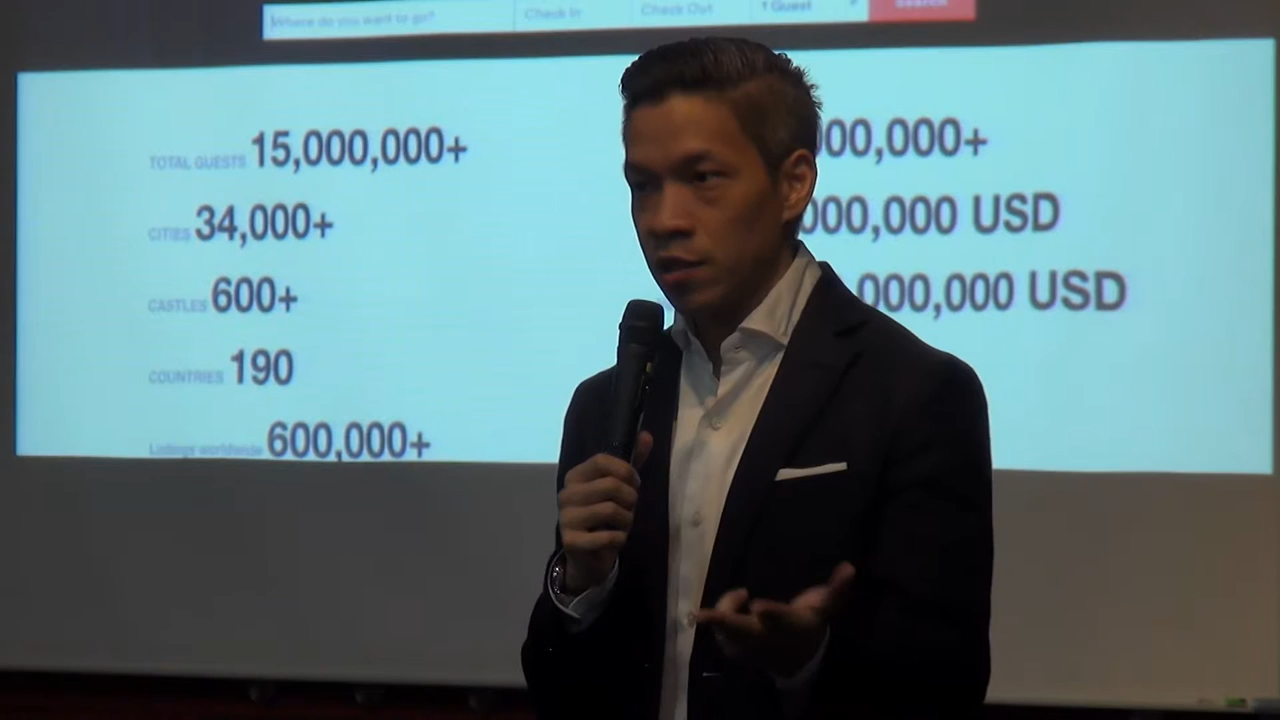 Where do you want to go?
Check In
Check Out
1 Guest
Search
TOTAL GUESTS 15,000,000+
CITIES 34,000+
CASTLES 600+
COUNTRIES 190
Listings worldwide 600,000+
000,000+
000,000 USD
000,000 USD